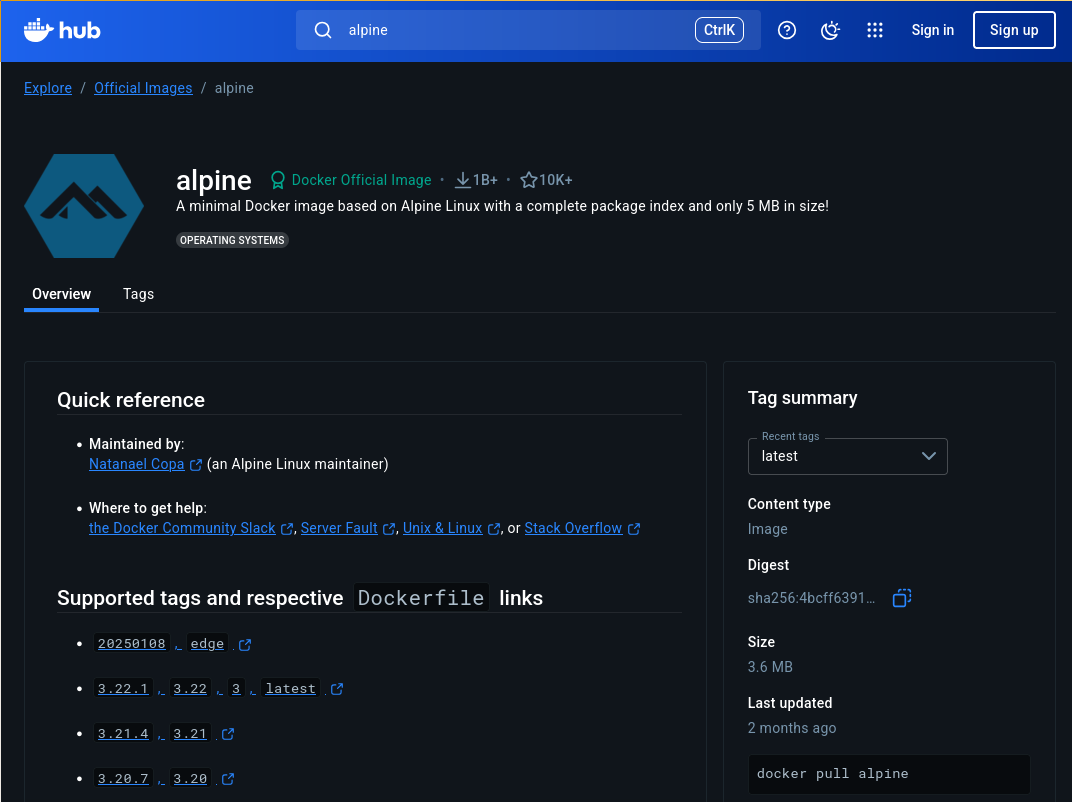 hub
alpine
CtrlK
Sign in
Sign up
Explore / Official Images / alpine
alpine Docker Official Image • 1B+ • 10K+
A minimal Docker image based on Alpine Linux with a complete package index and only 5 MB in size!
OPERATING SYSTEMS
Overview Tags
Quick reference
• Maintained by:
Natanael Copa (an Alpine Linux maintainer)
• Where to get help:
the Docker Community Slack, Server Fault, Unix & Linux, or Stack Overflow
Supported tags and respective Dockerfile links
• 20250108, edge
• 3.22.1, 3.22, 3, latest
• 3.21.4, 3.21
• 3.20.7, 3.20
Tag summary
Recent tags
latest
Content type
Image
Digest
sha256:4bcff6391…
Size
3.6 MB
Last updated
2 months ago
docker pull alpine